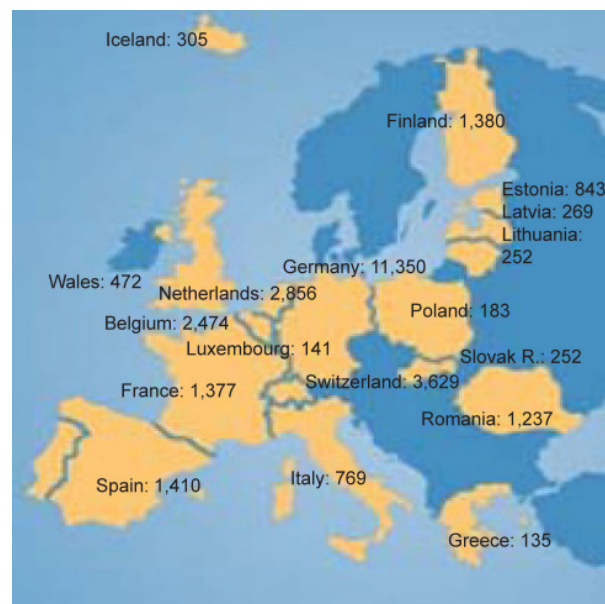 Iceland: 305
Finland: 1,380
Estonia: 843
Latvia: 269
Lithuania:
252
Germany: 11,350
Wales: 472
Netherlands: 2,856
Poland: 183
Belgium: 2,474
Luxembourg: 141
Slovak R.: 252
France: 1,377
Switzerland: 3,629
Romania: 1,237
Spain: 1,410
Italy: 769
Greece: 135